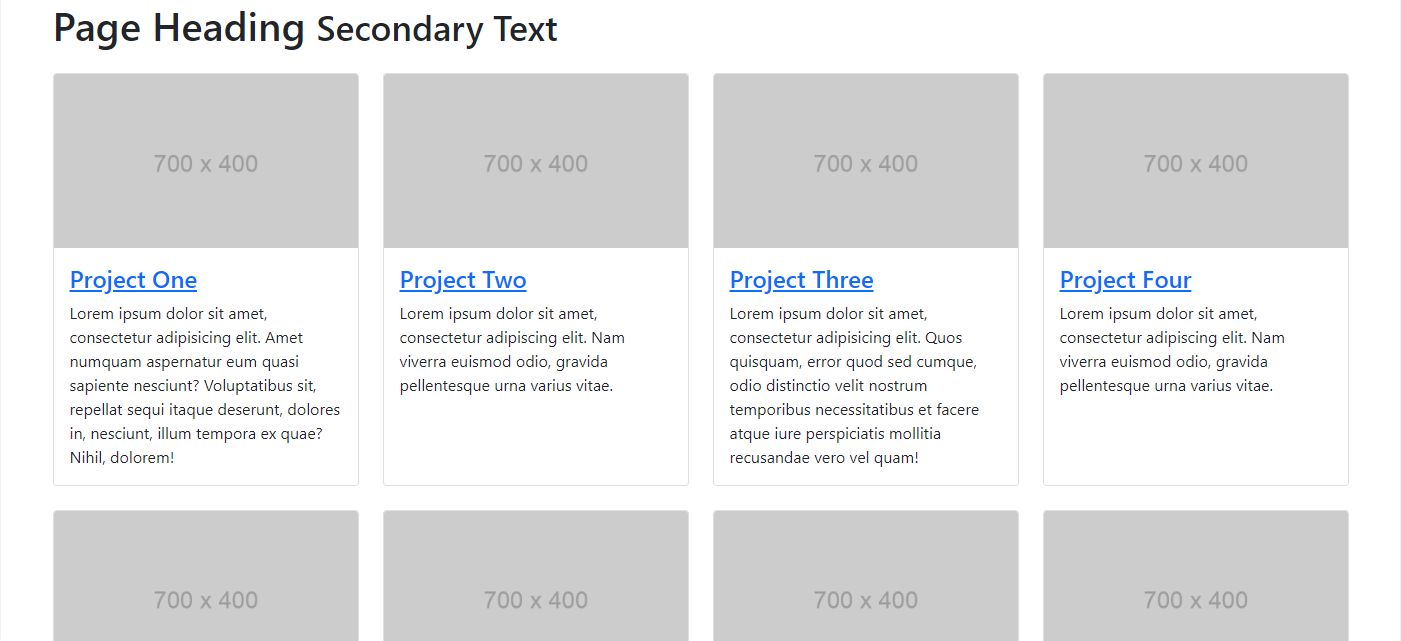 Page Heading Secondary Text
700 x 400
700 x 400
700 x 400
700 x 400
Project One
Lorem ipsum dolor sit amet,
consectetur adipisicing elit. Amet
numquam aspernatur eum quasi
sapiente nesciunt? Voluptatibus sit,
repellat sequi itaque deserunt, dolores
in, nesciunt, illum tempora ex quae?
Nihil, dolorem!
Project Two
Lorem ipsum dolor sit amet,
consectetur adipiscing elit. Nam
viverra euismod odio, gravida
pellentesque urna varius vitae.
Project Three
Lorem ipsum dolor sit amet,
consectetur adipisicing elit. Quos
quisquam, error quod sed cumque,
odio distinctio velit nostrum
temporibus necessitatibus et facere
atque iure perspiciatis mollitia
recusandae vero vel quam!
Project Four
Lorem ipsum dolor sit amet,
consectetur adipiscing elit. Nam
viverra euismod odio, gravida
pellentesque urna varius vitae.
700 x 400
700 x 400
700 x 400
700 x 400